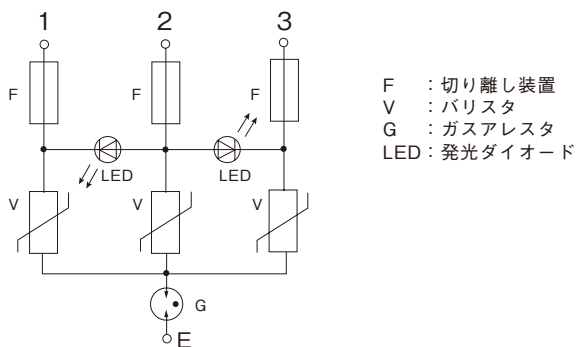 1 2 3
F F F
LED LED
V V V
G
E
F ：切り離し装置
V ：バリスタ
G ：ガスアレスタ
LED：発光ダイオード